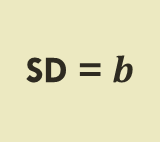 SD = b